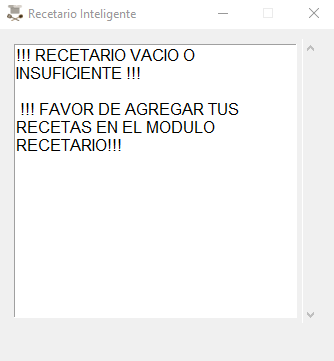 Recetario Inteligente
!!! RECETARIO VACIO O
INSUFICIENTE !!!
!!! FAVOR DE AGREGAR TUS
RECETAS EN EL MODULO
RECETARIO!!!